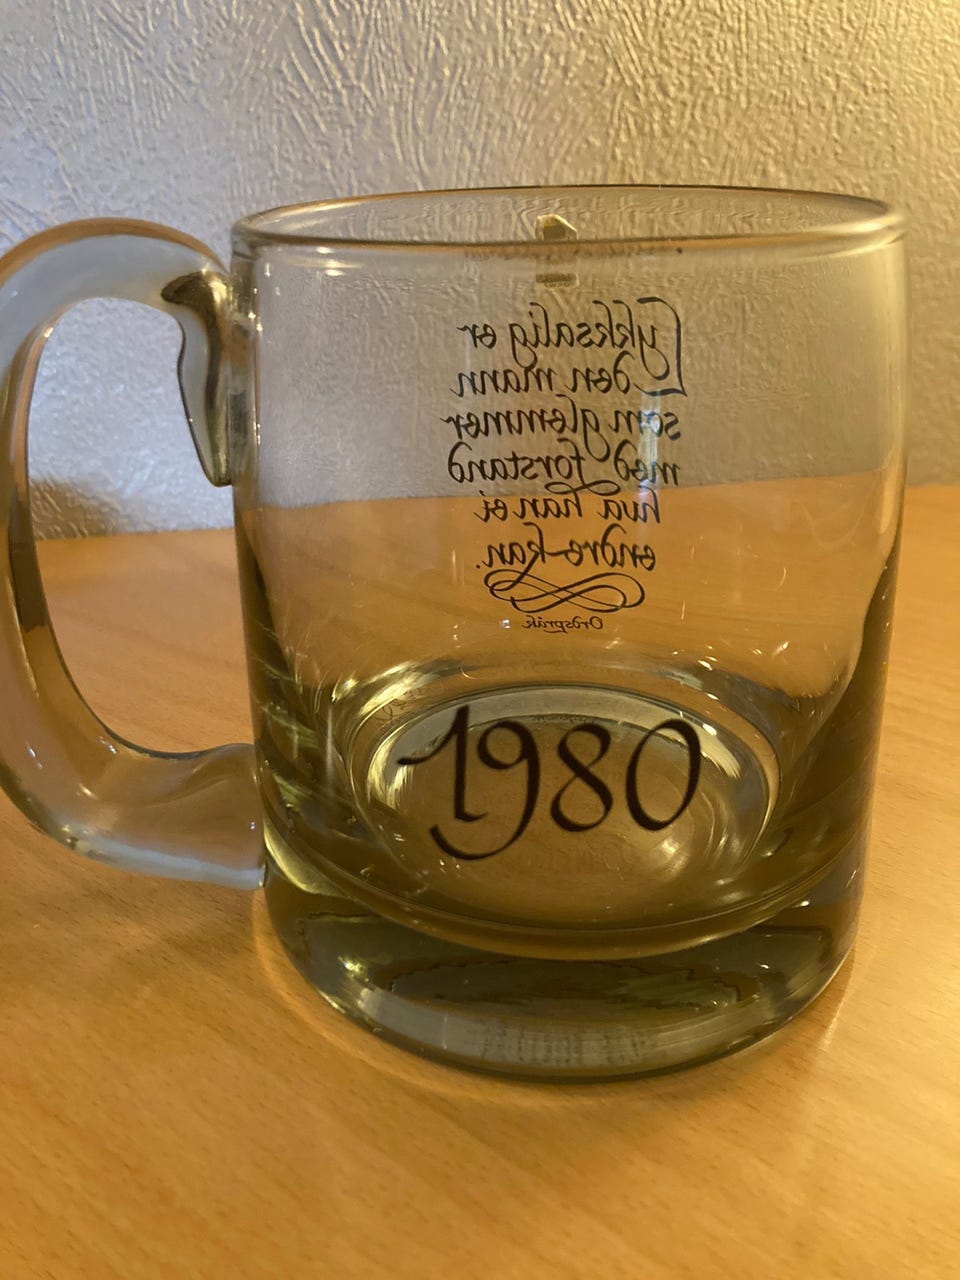 Lykksalig er
den mann
som glemmer
med forstand
hva han ei
endre kan.
Ordspråk
1980